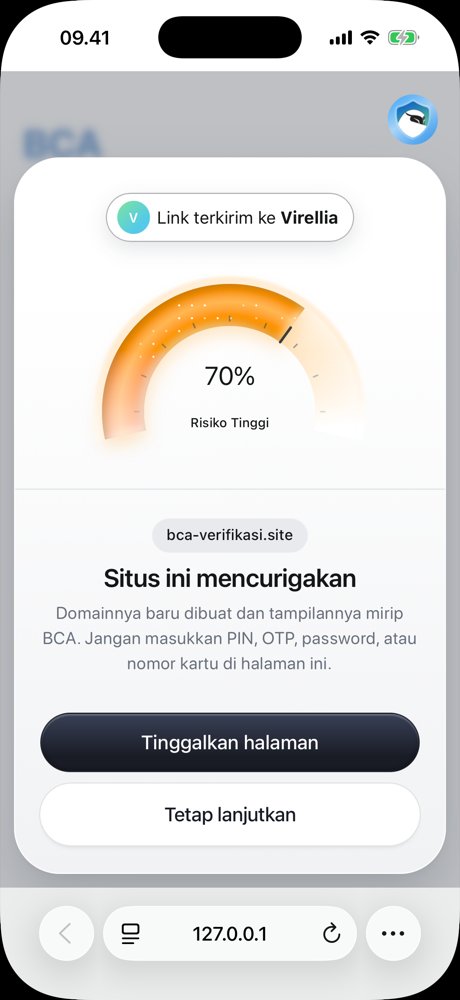 09.41
BCA
V Link terkirim ke Virellia
70%
Risiko Tinggi
bca-verifikasi.site
Situs ini mencurigakan
Domainnya baru dibuat dan tampilannya mirip
BCA. Jangan masukkan PIN, OTP, password, atau
nomor kartu di halaman ini.
Tinggalkan halaman
Tetap lanjutkan
127.0.0.1